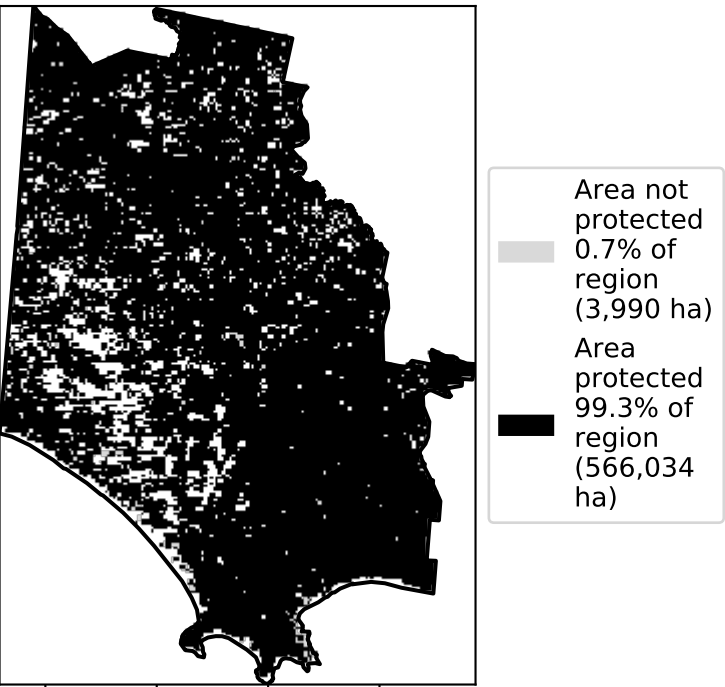 Area not
protected
0.7% of
region
(3,990 ha)
Area
protected
99.3% of
region
(566,034
ha)